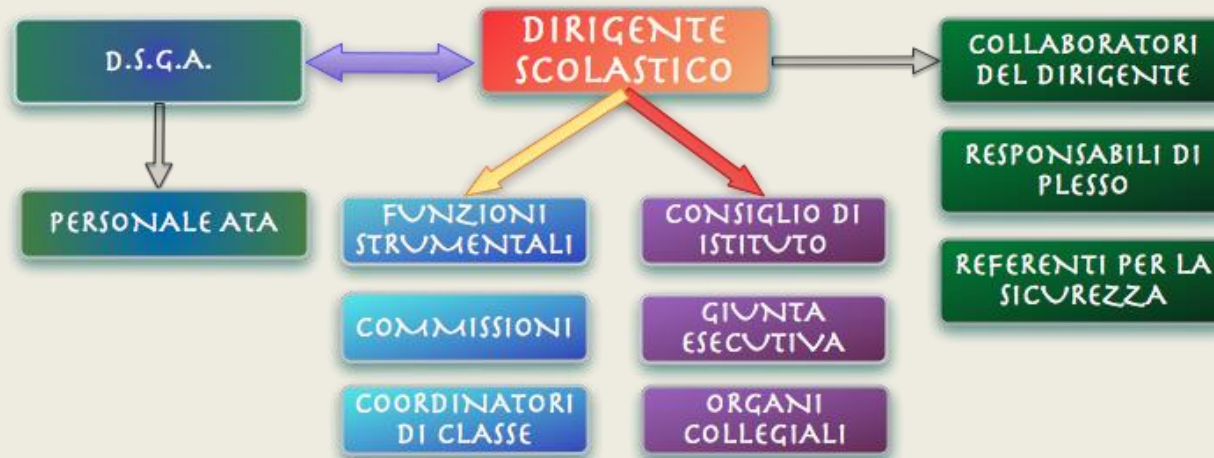 D.S.G.A.
DIRIGENTE
SCOLASTICO
COLLABORATORI
DEL DIRIGENTE
RESPONSABILI DI
PLESSO
REFERENTI PER LA
SICUREZZA
PERSONALE ATA
FUNZIONI
STRUMENTALI
COMMISSIONI
COORDINATORI
DI CLASSE
CONSIGLIO DI
ISTITUTO
GIUNTA
ESECUTIVA
ORGANI
COLLEGIALI